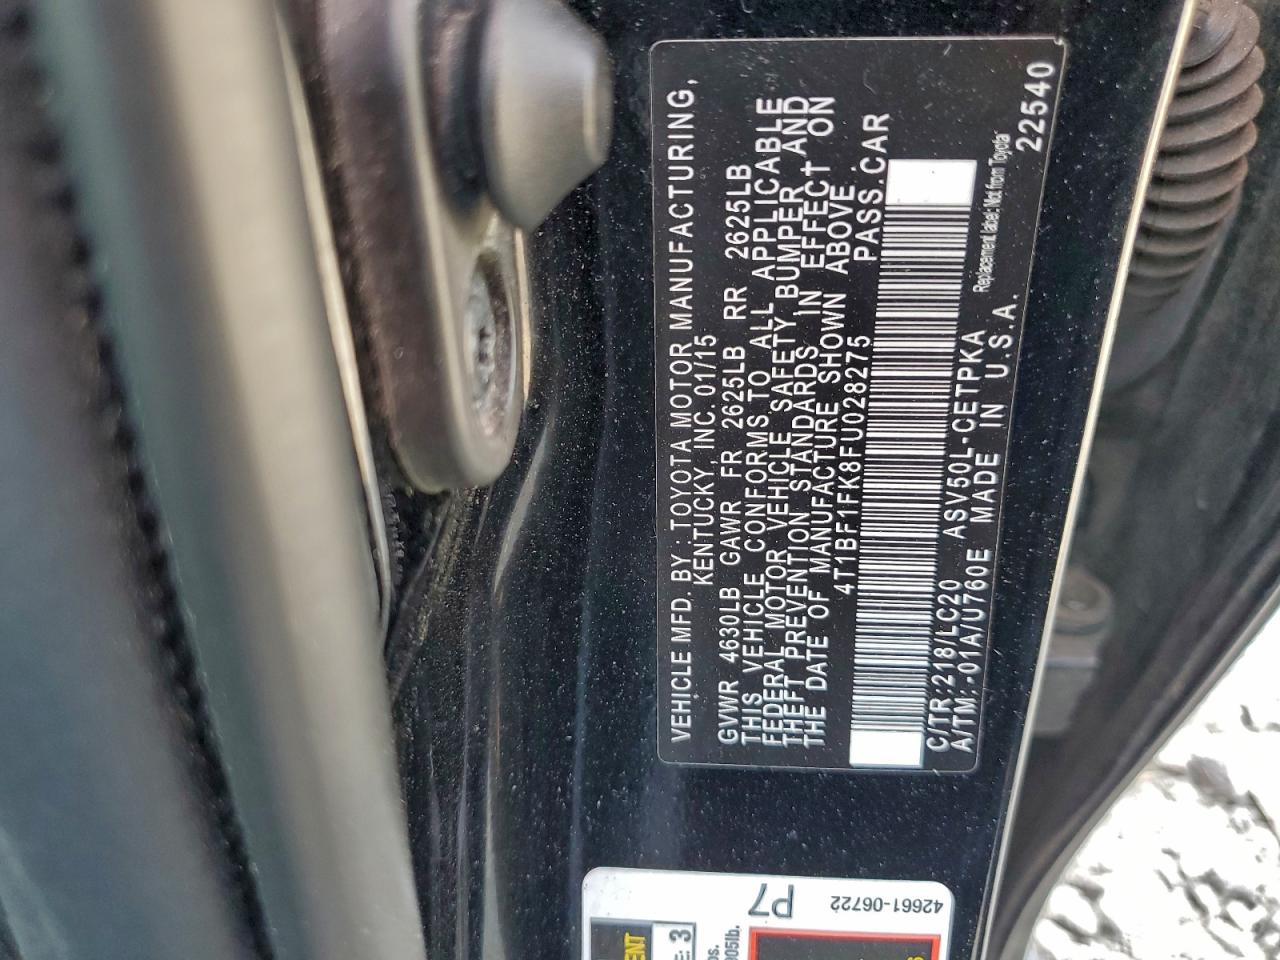 VEHICLE MFD. BY : TOYOTA MOTOR MANUFACTURING,
KENTUCKY, INC. 01/15
GVWR 4630LB GAWR FR 2625LB RR 2625LB
THIS VEHICLE CONFORMS TO ALL APPLICABLE
FEDERAL MOTOR VEHICLE SAFETY BUMPER AND
THEFT PREVENTION STANDARDS IN EFFECT ON
THE DATE OF MANUFACTURE SHOWN ABOVE.
4T1BF1FK8FU028275 PASS.CAR
C/TR:218/LC20 ASV50L-CETPKA
Replacement label: Not from Toyota
A/TM:-01A/U760E MADE IN U.S.A.
22540
P7
42661-06722
3